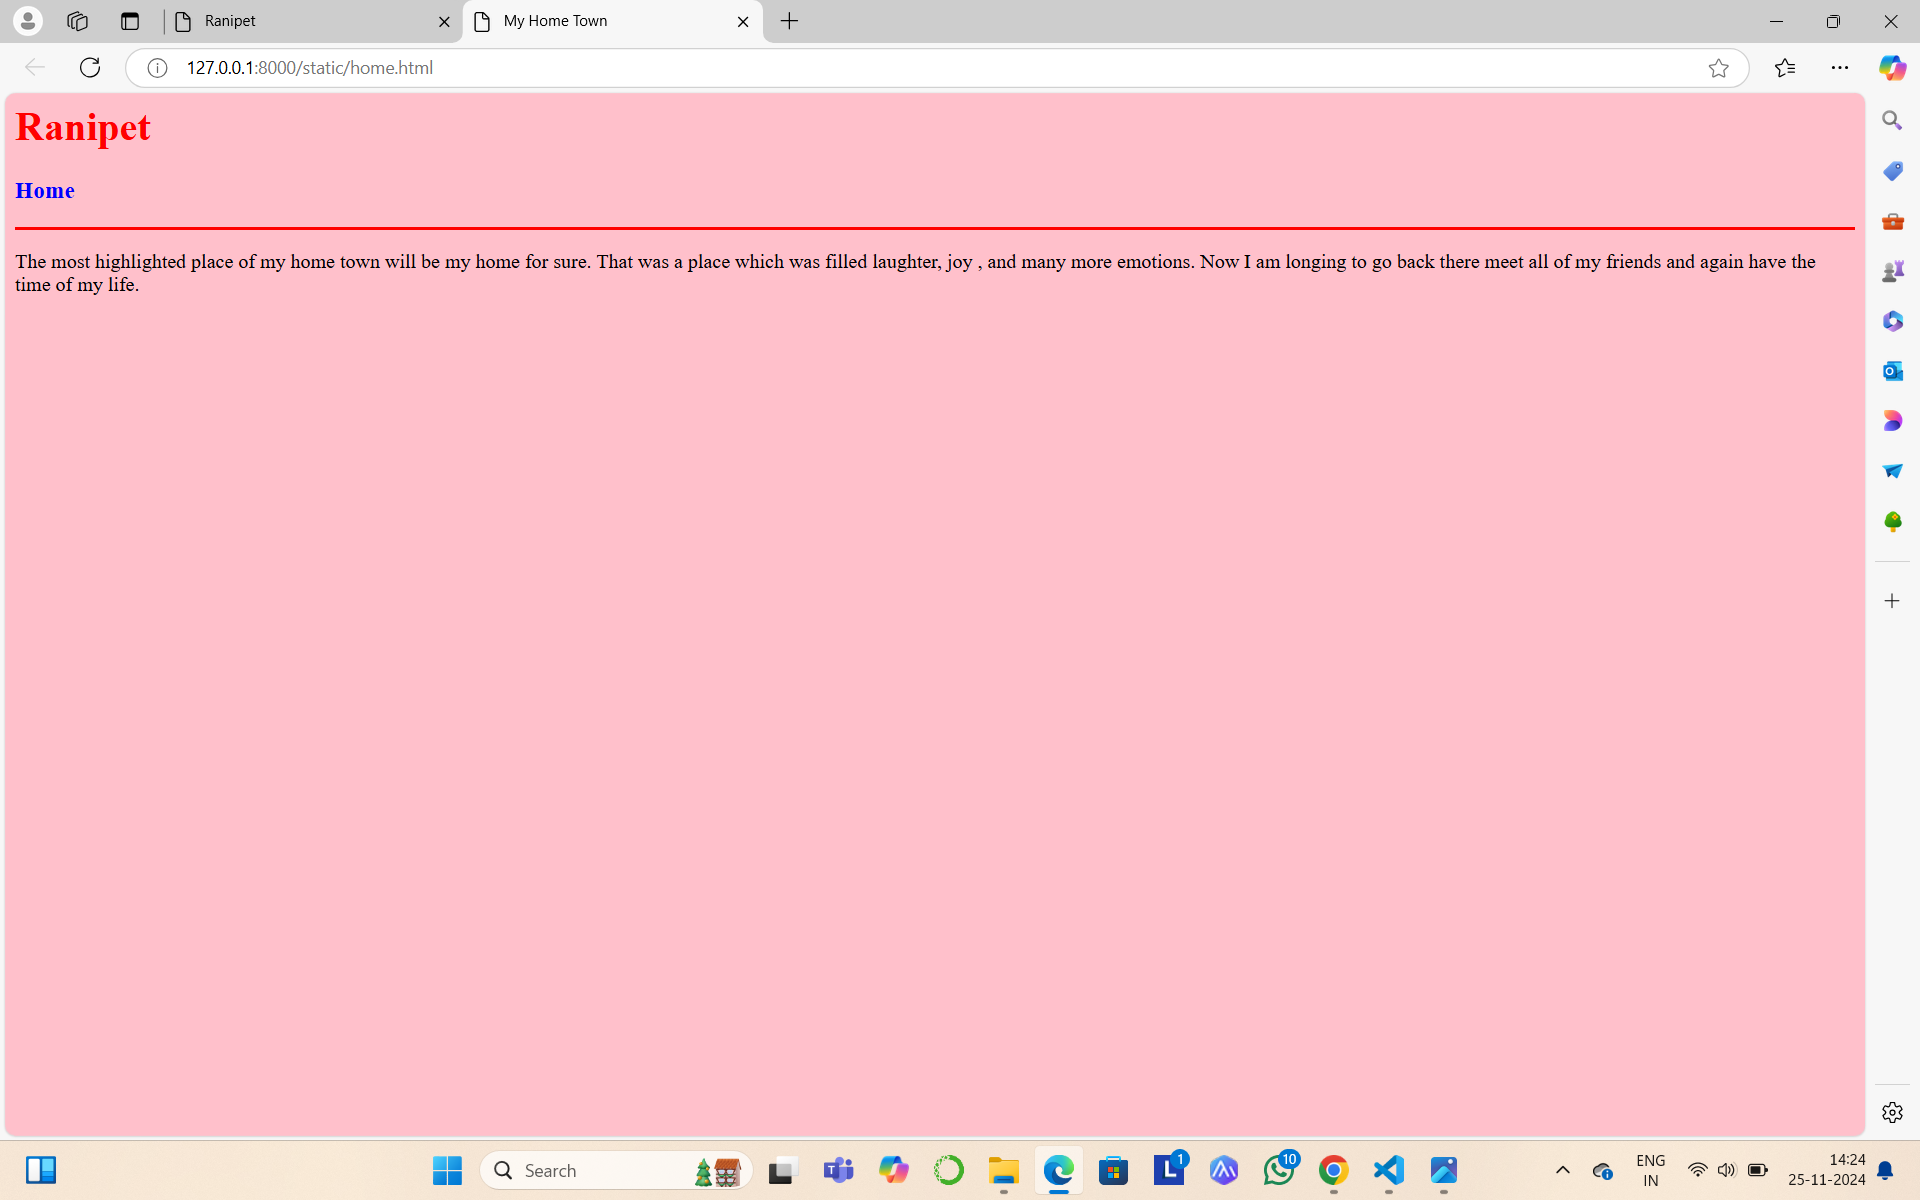 Ranipet
My Home Town
127.0.0.1:8000/static/home.html
Ranipet
Home
The most highlighted place of my home town will be my home for sure. That was a place which was filled laughter, joy , and many more emotions. Now I am longing to go back there meet all of my friends and again have the
time of my life.
Search
1
10
ENG
IN
14:24
25-11-2024